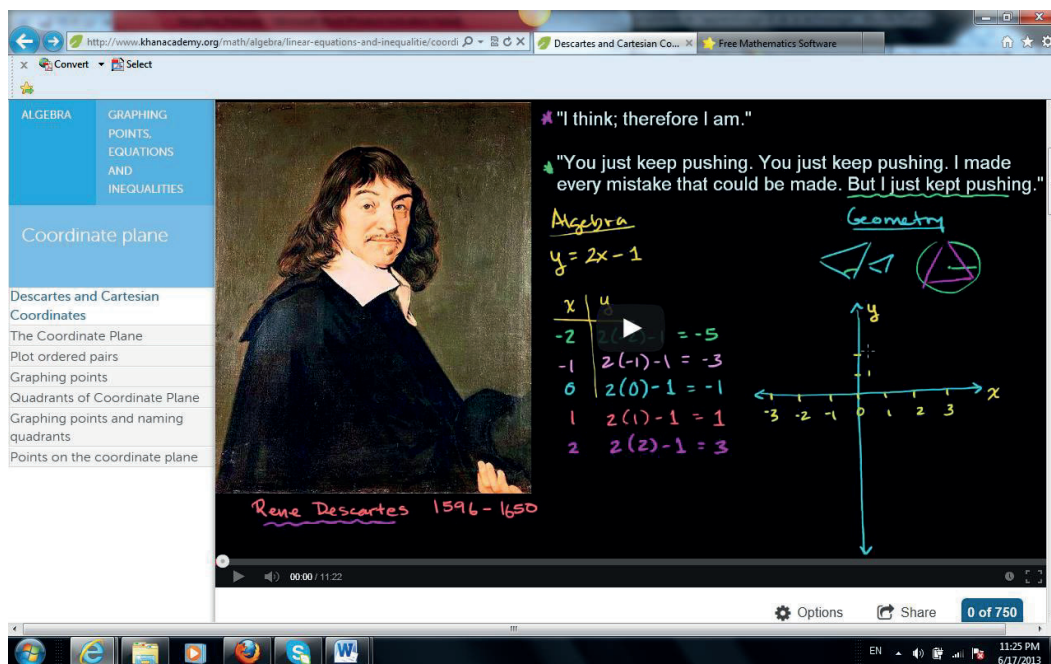 http://www.khanacademy.org/math/algebra/linear-equations-and-inequalitie/coordi
Descartes and Cartesian Co...
Free Mathematics Software
x Convert Select
ALGEBRA
GRAPHING
POINTS,
EQUATIONS
AND
INEQUALITIES
Coordinate plane
Descartes and Cartesian
Coordinates
The Coordinate Plane
Plot ordered pairs
Graphing points
Quadrants of Coordinate Plane
Graphing points and naming
quadrants
Points on the coordinate plane
"I think; therefore I am."
"You just keep pushing. You just keep pushing. I made
every mistake that could be made. But I just kept pushing."
Algebra
y = 2x - 1
x y
-2 2(-2)-1 = -5
-1 2(-1)-1 = -3
0 2(0)-1 = -1
1 2(1)-1 = 1
2 2(2)-1 = 3
Geometry
y
1
x
-3 -2 -1 0 1 2 3
Rene Descartes 1596-1650
00:00 / 11:22
Options Share 0 of 750
EN
11:25 PM
6/17/2013